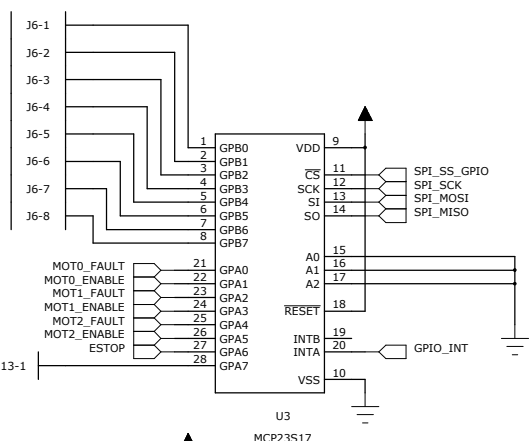 J6-1
J6-2
J6-3
J6-4
J6-5
J6-6
J6-7
J6-8
1 GPB0
2 GPB1
3 GPB2
4 GPB3
5 GPB4
6 GPB5
7 GPB6
8 GPB7
MOT0_FAULT 21 GPA0
MOT0_ENABLE 22 GPA1
MOT1_FAULT 23 GPA2
MOT1_ENABLE 24 GPA3
MOT2_FAULT 25 GPA4
MOT2_ENABLE 26 GPA5
ESTOP 27 GPA6
13-1 28 GPA7
VDD 9
CS 11 SPI_SS_GPIO
SCK 12 SPI_SCK
SI 13 SPI_MOSI
SO 14 SPI_MISO
A0 15
A1 16
A2 17
RESET 18
INTB 19
INTA 20 GPIO_INT
VSS 10
U3
MCP23S17